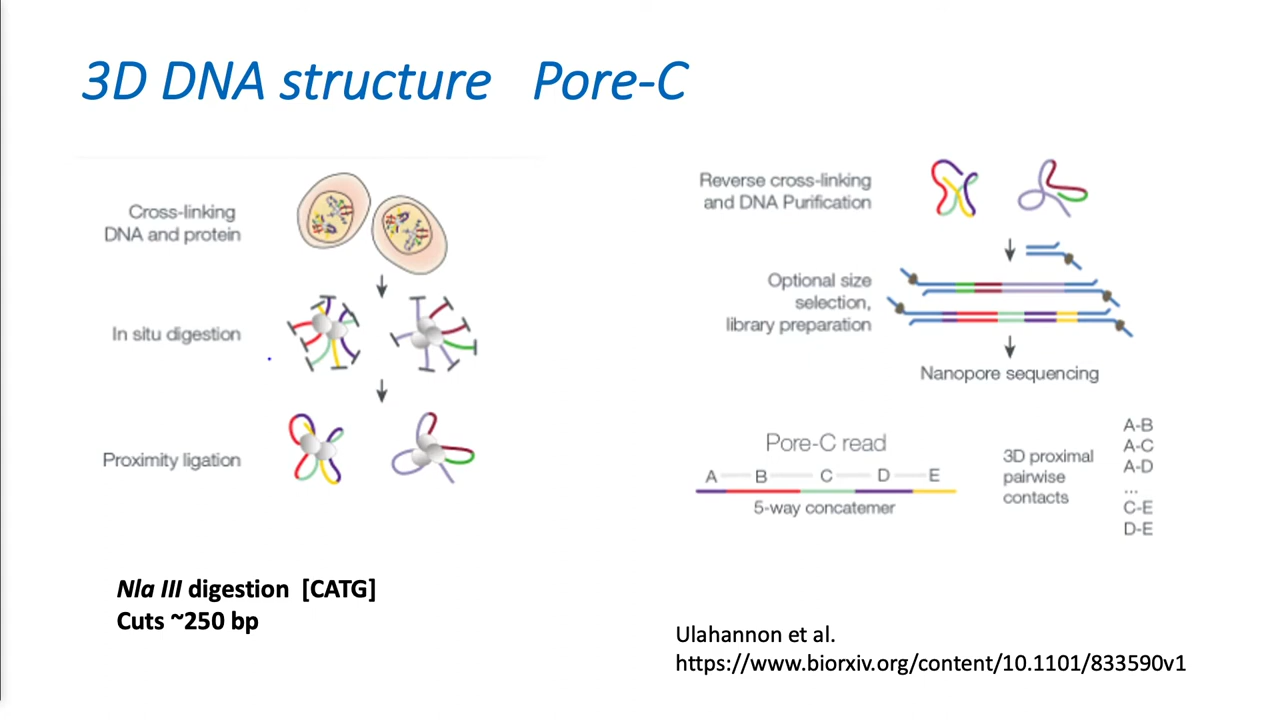 3D DNA structure Pore-C
Cross-linking
DNA and protein
In situ digestion
Proximity ligation
Nla III digestion [CATG]
Cuts ~250 bp
Reverse cross-linking
and DNA Purification
Optional size
selection,
library preparation
Nanopore sequencing
Pore-C read
A B C D E
5-way concatemer
3D proximal
pairwise
contacts
A-B
A-C
A-D
...
C-E
D-E
Ulahannon et al.
https://www.biorxiv.org/content/10.1101/833590v1